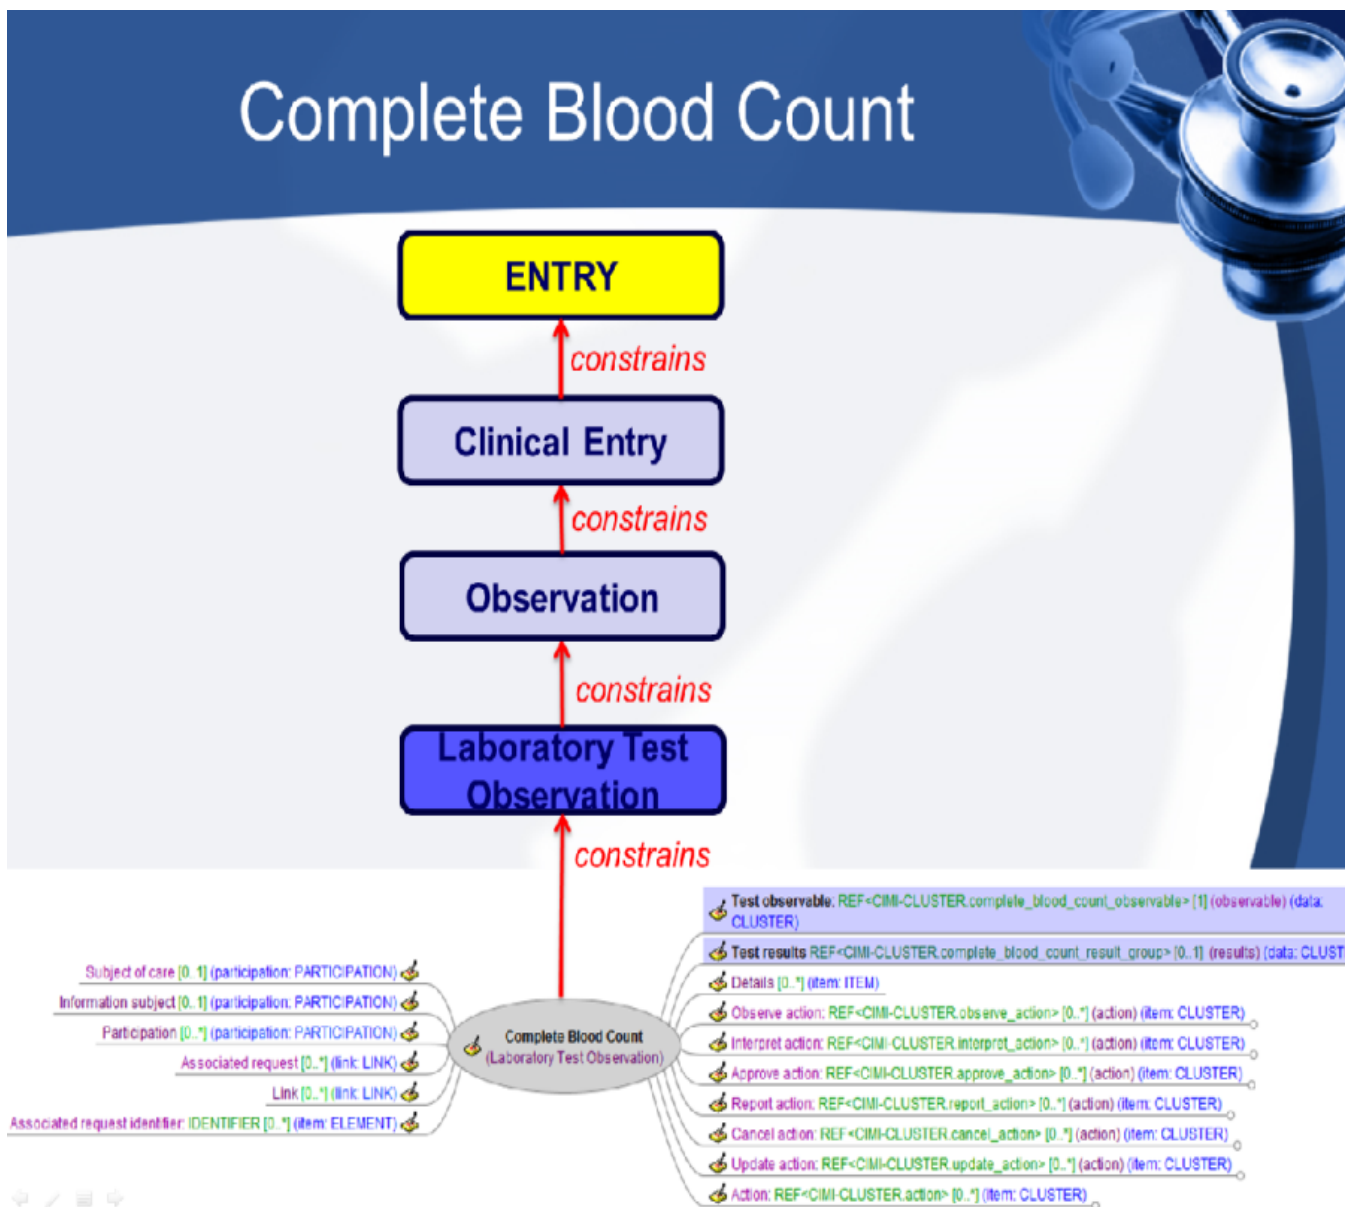 Complete Blood Count
ENTRY
constrains
Clinical Entry
constrains
Observation
constrains
Laboratory Test
Observation
constrains
Subject of care [0..1] (participation: PARTICIPATION)
Information subject [0..1] (participation: PARTICIPATION)
Participation [0..*] (participation: PARTICIPATION)
Associated request [0..*] (link: LINK)
Link [0..*] (link: LINK)
Associated request identifier: IDENTIFIER [0..*] (item: ELEMENT)
Complete Blood Count
(Laboratory Test Observation)
Test observable: REF<CIMI-CLUSTER.complete_blood_count_observable> [1] (observable) (data:
CLUSTER)
Test results REF<CIMI-CLUSTER.complete_blood_count_result_group> [0..1] (results) (data: CLUST
Details [0..*] (item: ITEM)
Observe action: REF<CIMI-CLUSTER.observe_action> [0..*] (action) (item: CLUSTER)
Interpret action: REF<CIMI-CLUSTER.interpret_action> [0..*] (action) (item: CLUSTER)
Approve action: REF<CIMI-CLUSTER.approve_action> [0..*] (action) (item: CLUSTER)
Report action: REF<CIMI-CLUSTER.report_action> [0..*] (action) (item: CLUSTER)
Cancel action: REF<CIMI-CLUSTER.cancel_action> [0..*] (action) (item: CLUSTER)
Update action: REF<CIMI-CLUSTER.update_action> [0..*] (action) (item: CLUSTER)
Action: REF<CIMI-CLUSTER.action> [0..*] (item: CLUSTER)